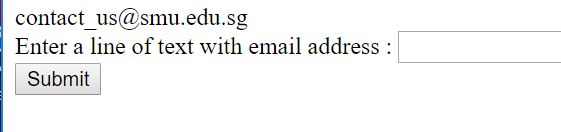 contact_us@smu.edu.sg
Enter a line of text with email address :
Submit